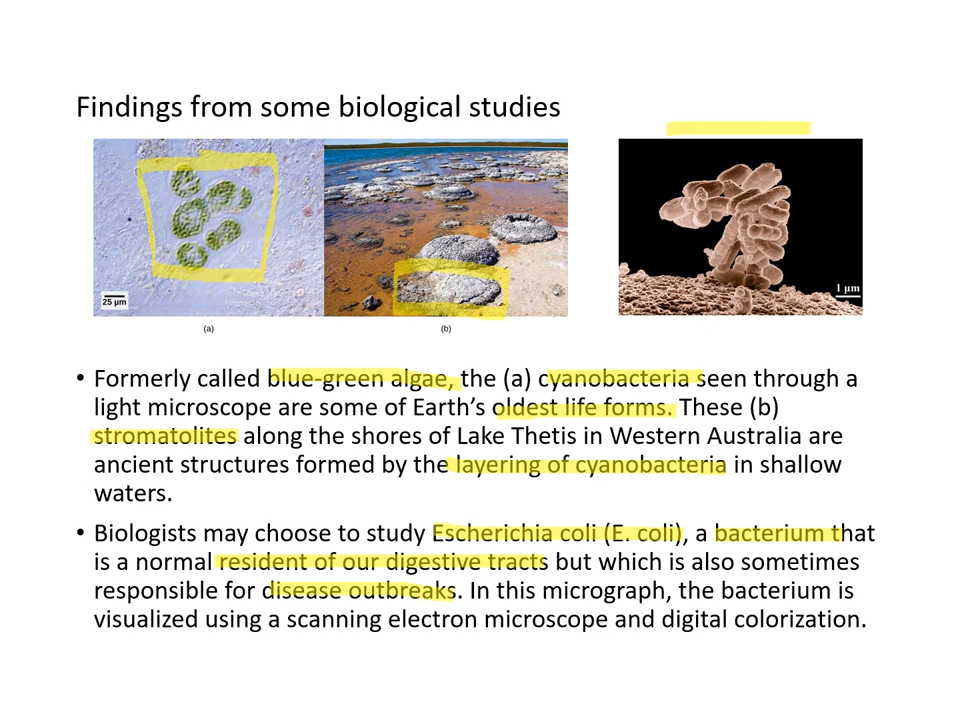 Findings from some biological studies
25 µm
1 µm
(a)
(b)
• Formerly called blue-green algae, the (a) cyanobacteria seen through a
light microscope are some of Earth’s oldest life forms. These (b)
stromatolites along the shores of Lake Thetis in Western Australia are
ancient structures formed by the layering of cyanobacteria in shallow
waters.
• Biologists may choose to study Escherichia coli (E. coli), a bacterium that
is a normal resident of our digestive tracts but which is also sometimes
responsible for disease outbreaks. In this micrograph, the bacterium is
visualized using a scanning electron microscope and digital colorization.